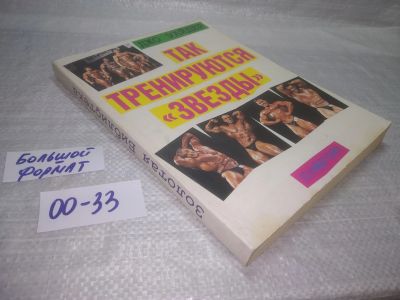 ТАК
ТРЕНИРУЮТСЯ
«ЗВЕЗДЫ»
Золотая библиотека
БОЛЬШОЙ
ФОРМАТ
00-33